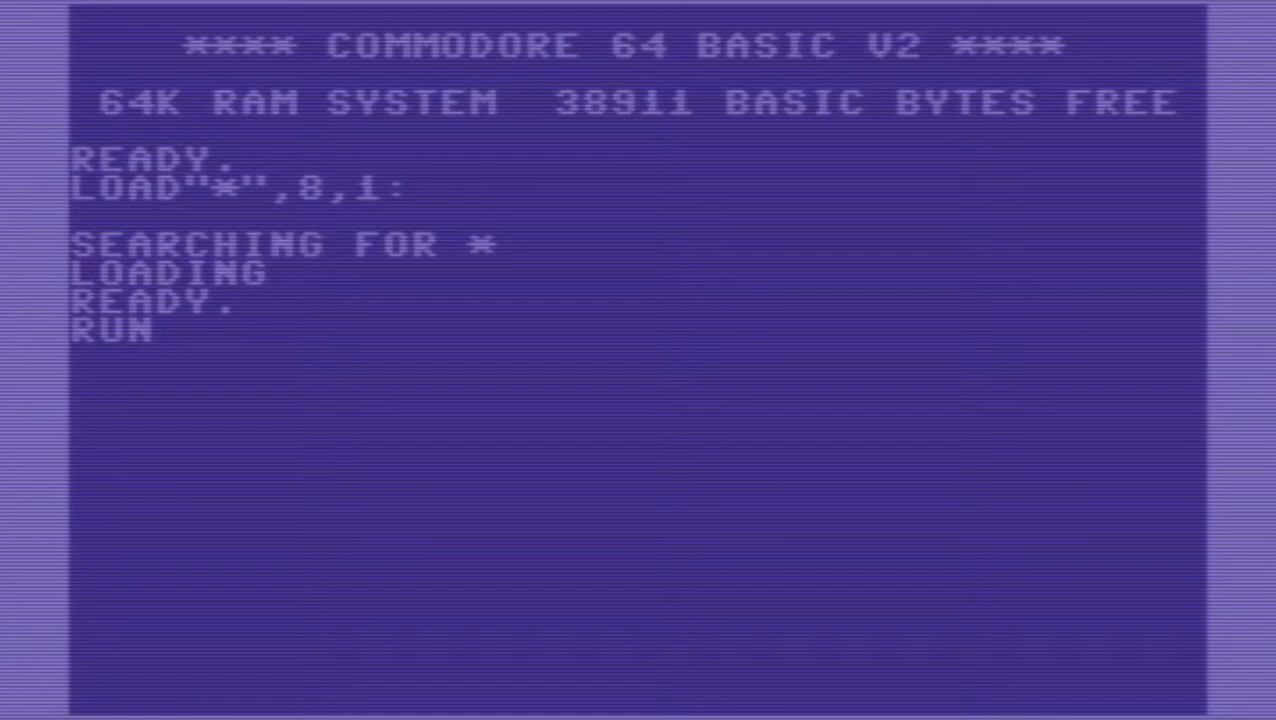 **** COMMODORE 64 BASIC V2 ****
64K RAM SYSTEM  38911 BASIC BYTES FREE
READY.
LOAD"*",8,1:
SEARCHING FOR *
LOADING
READY.
RUN